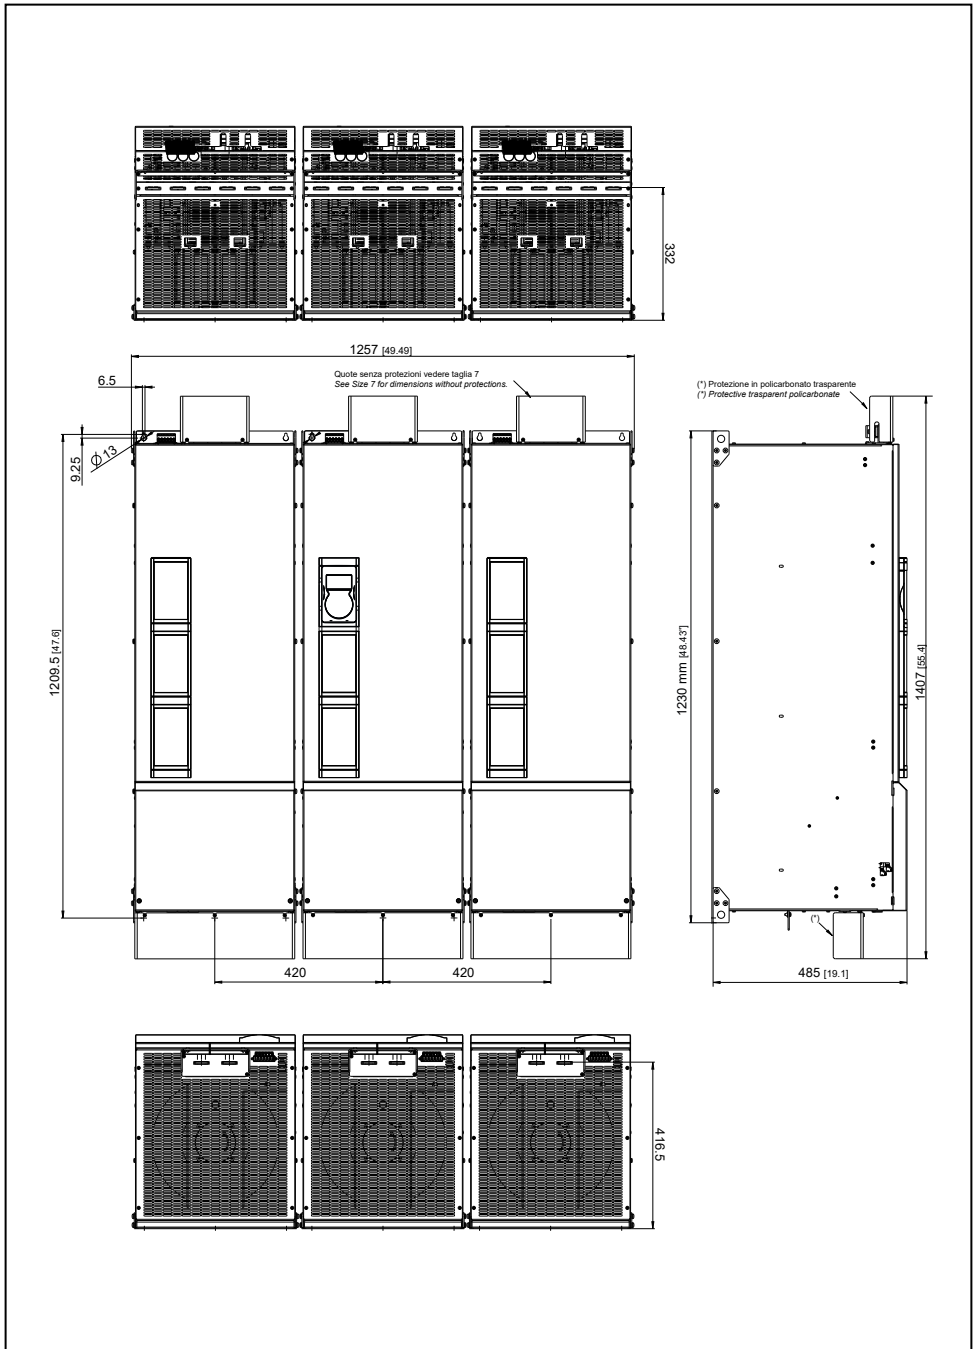 332
1257 [49.49]
6.5
Quote senza protezioni vedere taglia 7
See Size 7 for dimensions without protections.
(*) Protezione in policarbonato trasparente
(*) Protective trasparent policarbonate
9.25
Ø 13
1209.5 [47.6]
1230 mm [48.43"]
1407 [55.4]
(*)
420
420
485 [19.1]
416.5